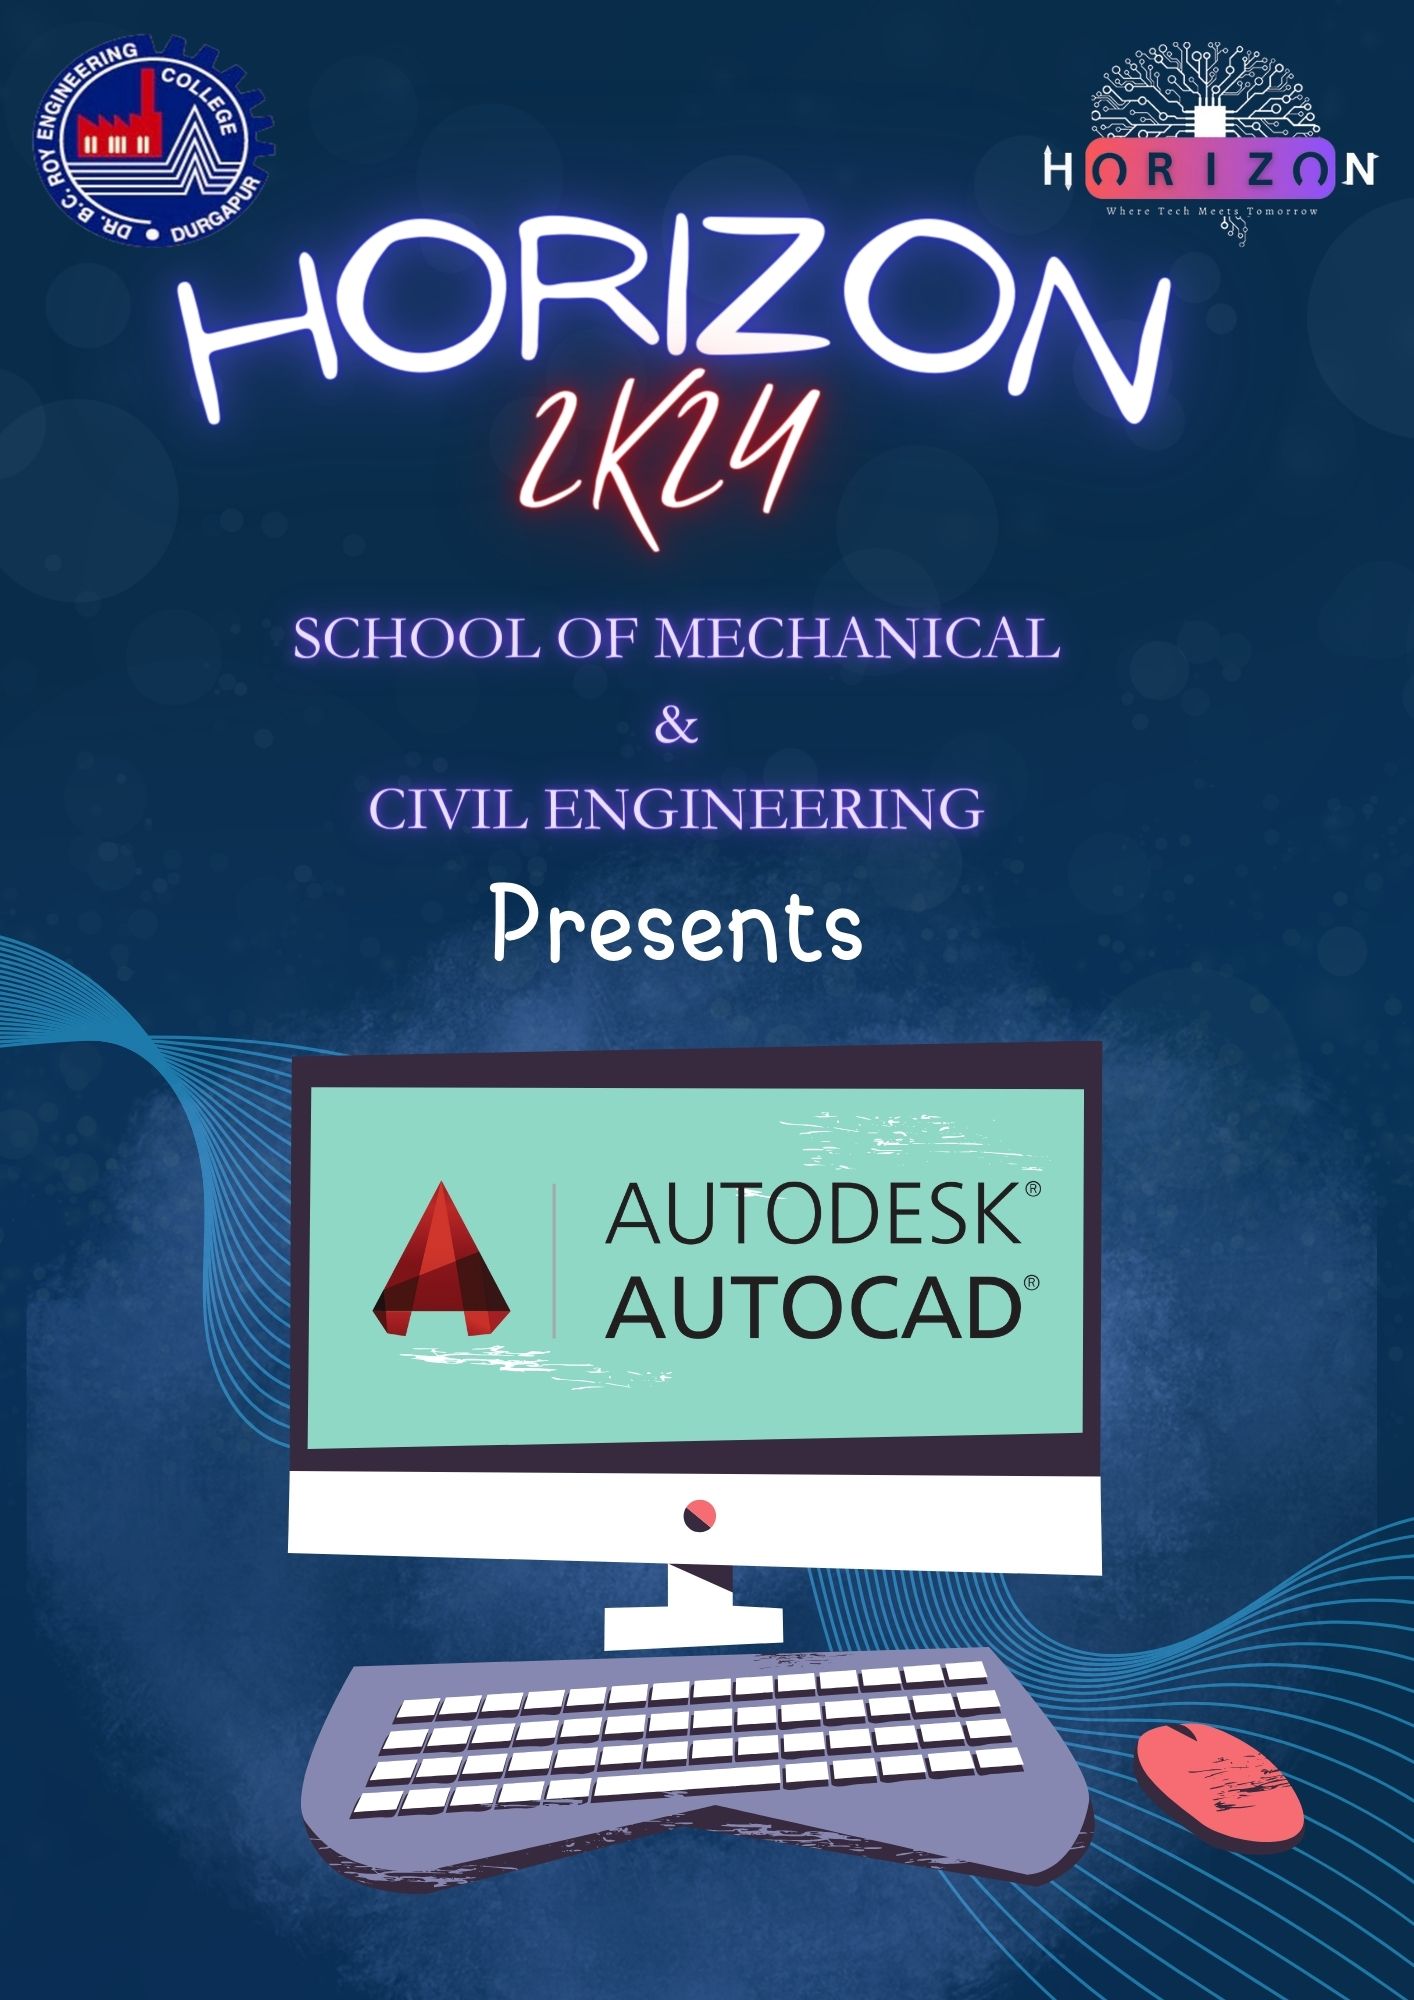 DR. B.C. ROY ENGINEERING COLLEGE
DURGAPUR
HORIZON
Where Tech Meets Tomorrow
HORIZON
2K24
SCHOOL OF MECHANICAL
&
CIVIL ENGINEERING
Presents
AUTODESK®
AUTOCAD®